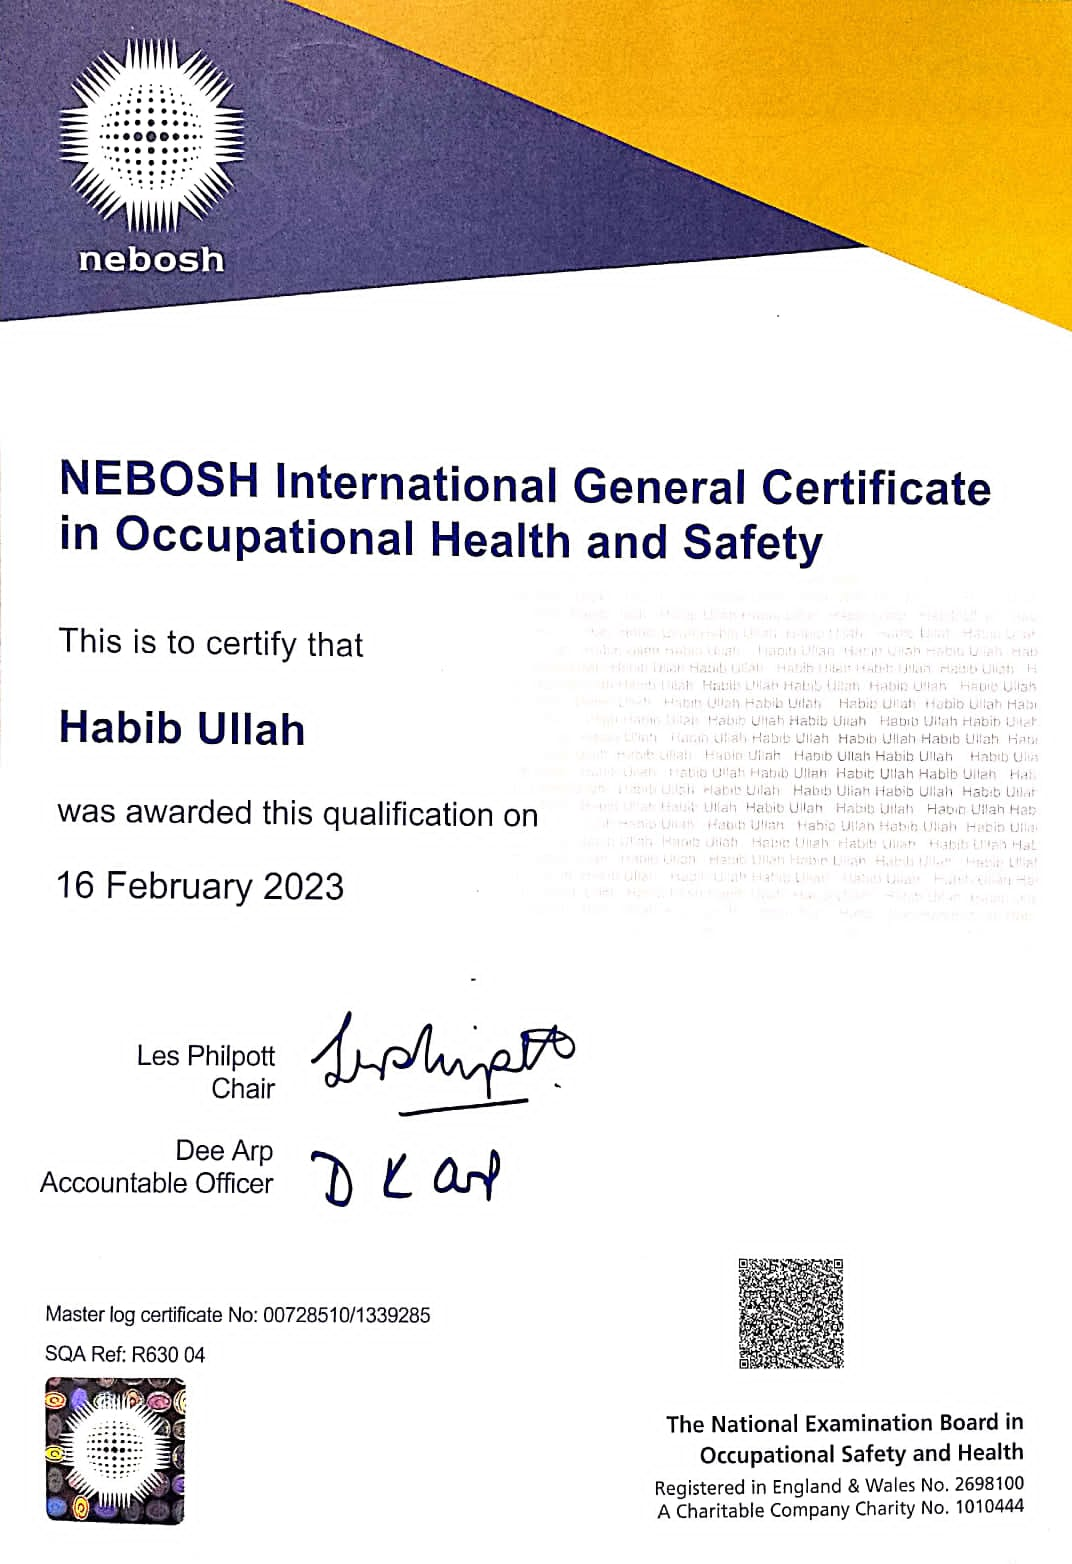 nebosh
NEBOSH International General Certificate
in Occupational Health and Safety
This is to certify that
Habib Ullah
was awarded this qualification on
16 February 2023
Les Philpott
Chair
Dee Arp
Accountable Officer
D K Arp
Master log certificate No: 00728510/1339285
SQA Ref: R630 04
The National Examination Board in
Occupational Safety and Health
Registered in England & Wales No. 2698100
A Charitable Company Charity No. 1010444